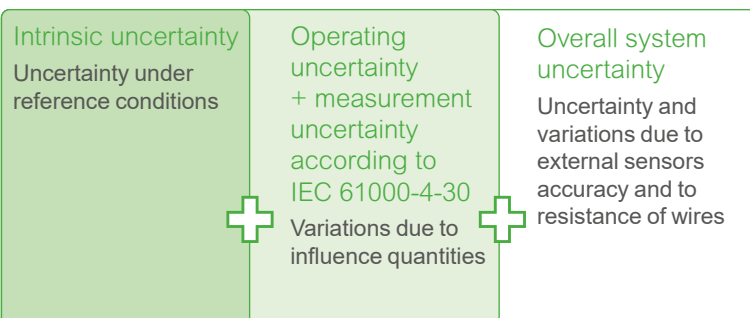 Intrinsic uncertainty
Uncertainty under
reference conditions
Operating
uncertainty
+ measurement
uncertainty
according to
IEC 61000-4-30
Variations due to
influence quantities
Overall system
uncertainty
Uncertainty and
variations due to
external sensors
accuracy and to
resistance of wires